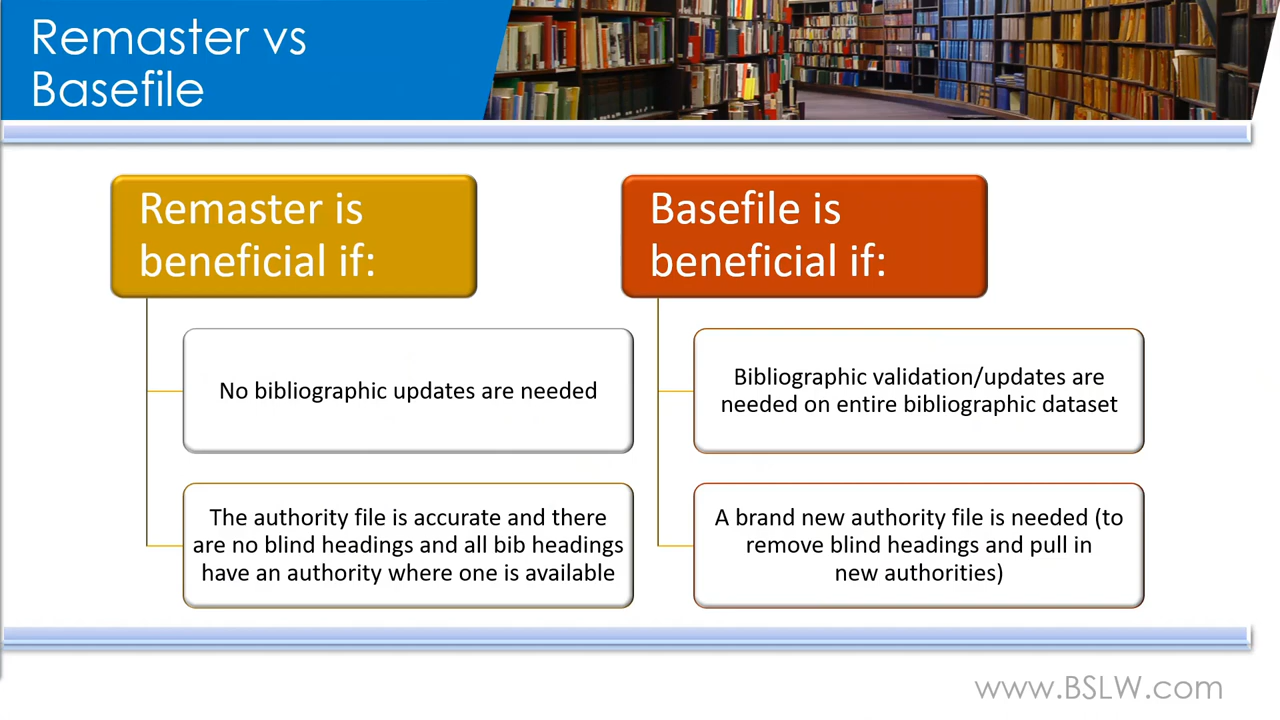 Remaster vs
Basefile
Remaster is
beneficial if:
No bibliographic updates are needed
The authority file is accurate and there
are no blind headings and all bib headings
have an authority where one is available
Basefile is
beneficial if:
Bibliographic validation/updates are
needed on entire bibliographic dataset
A brand new authority file is needed (to
remove blind headings and pull in
new authorities)
www.BSLW.com